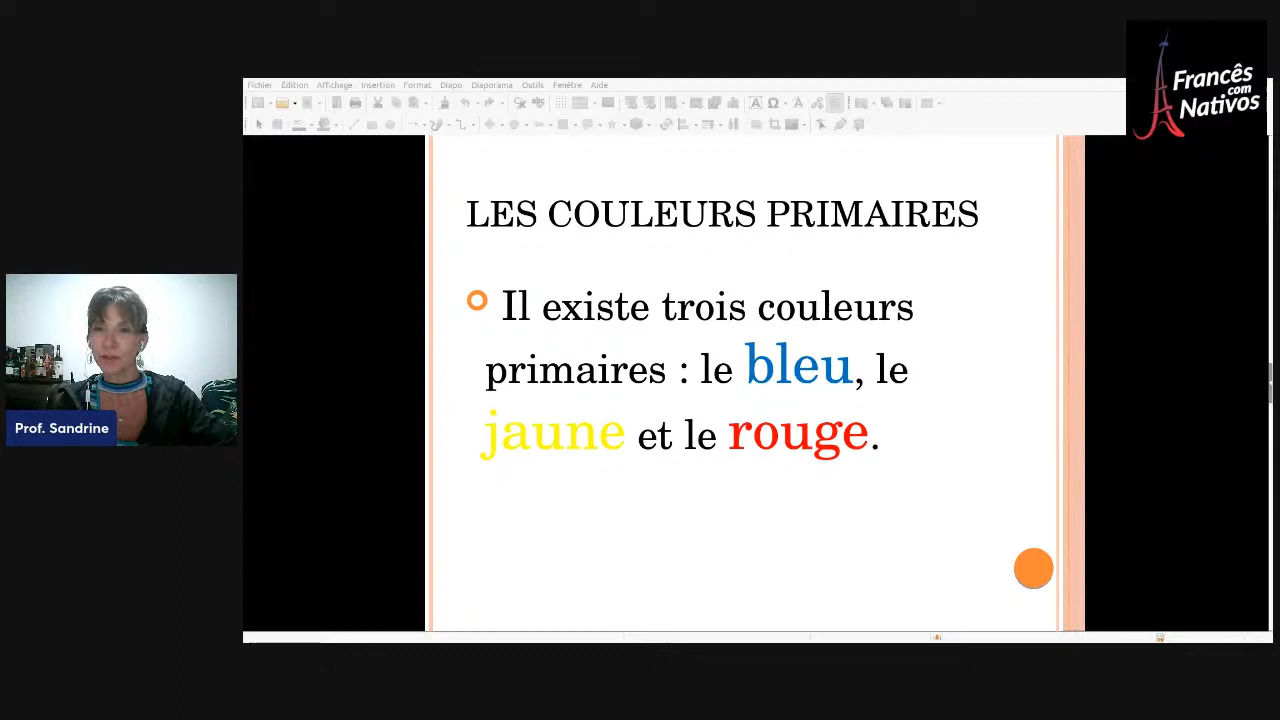 Francês
com
Nativos
Fichier Édition Affichage Insertion Format Diapo Diaporama Outils Fenêtre Aide
LES COULEURS PRIMAIRES
Il existe trois couleurs
primaires : le bleu, le
jaune et le rouge.
Prof. Sandrine